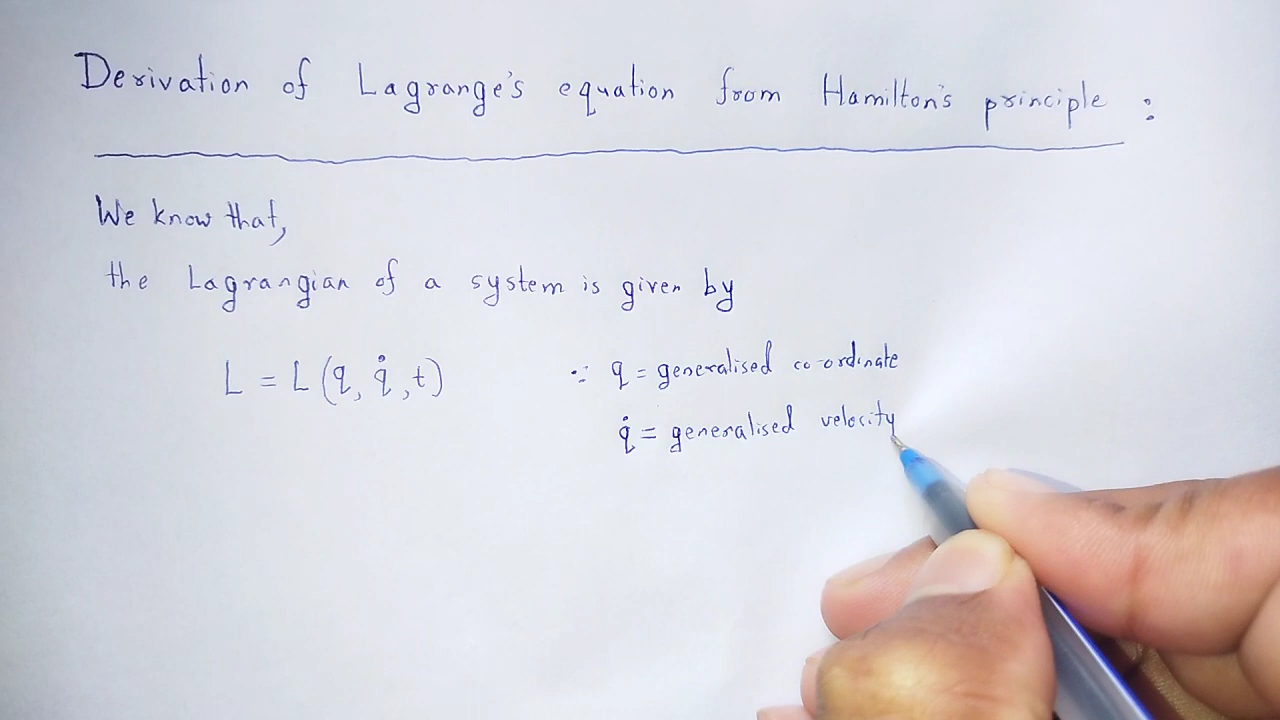 Derivation of Lagrange's equation from Hamilton's principle :
We know that,
the Lagrangian of a system is given by
L = L (q, q̇, t) ∵ q = generalised co-ordinate
q̇ = generalised velocity